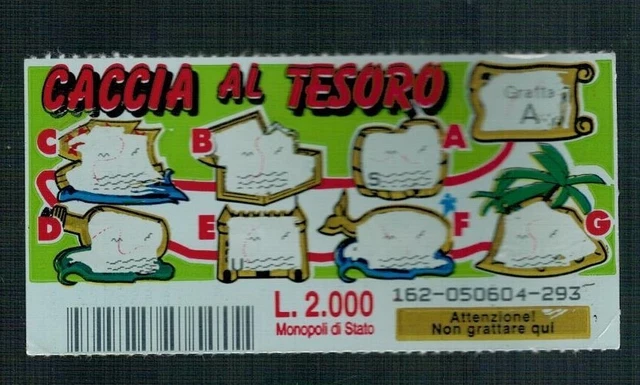 CACCIA AL TESORO
Gratta
A
C
B
A
S
D
E
U
F
G
L. 2.000
Monopoli di Stato
162-050604-293
Attenzione!
Non grattare qui